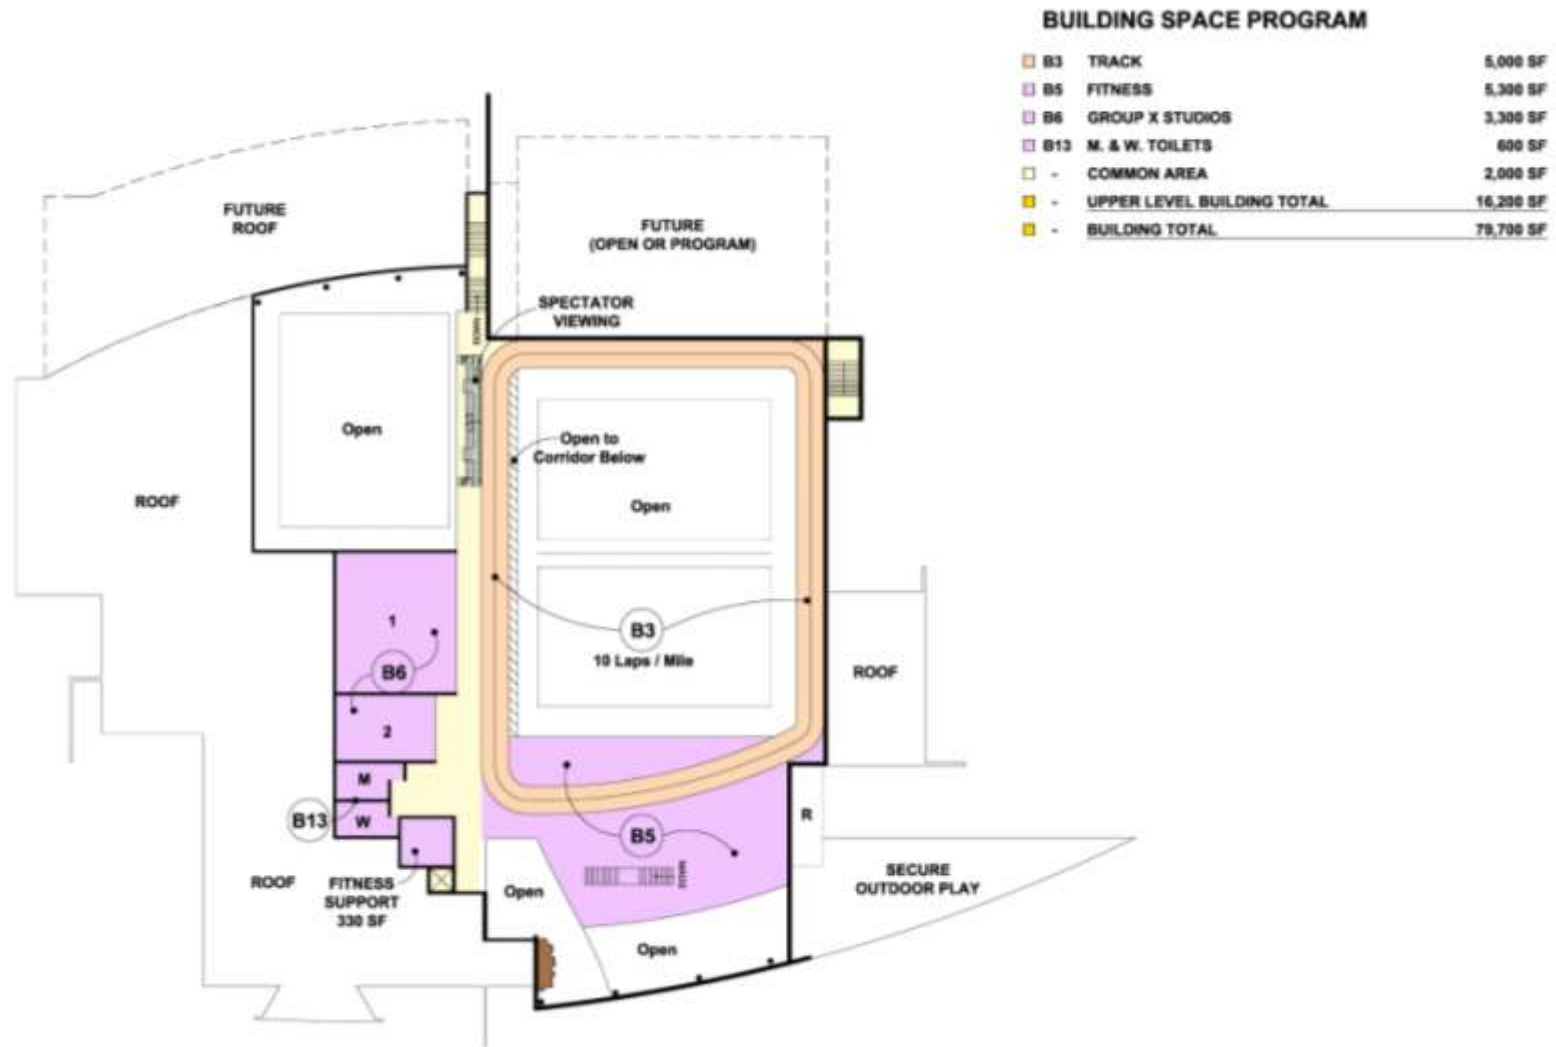 BUILDING SPACE PROGRAM
B3 TRACK 5,000 SF
B5 FITNESS 5,300 SF
B6 GROUP X STUDIOS 3,300 SF
B13 M. & W. TOILETS 600 SF
- COMMON AREA 2,000 SF
- UPPER LEVEL BUILDING TOTAL 16,200 SF
- BUILDING TOTAL 79,700 SF
FUTURE
ROOF
FUTURE
(OPEN OR PROGRAM)
SPECTATOR
VIEWING
Open
Open to
Corridor Below
ROOF
Open
1
B3
10 Laps / Mile
B6
ROOF
2
M
B13
W
R
B5
ROOF
FITNESS
SUPPORT
330 SF
Open
SECURE
OUTDOOR PLAY
Open